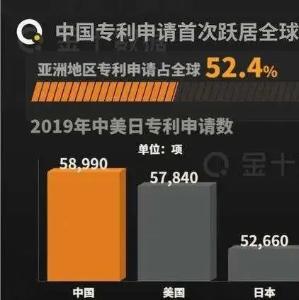 中国专利申请首次跃居全球
亚洲地区专利申请占全球 52.4%
2019年中美日专利申请数
单位：项
58,990
57,840
52,660
中国
美国
日本